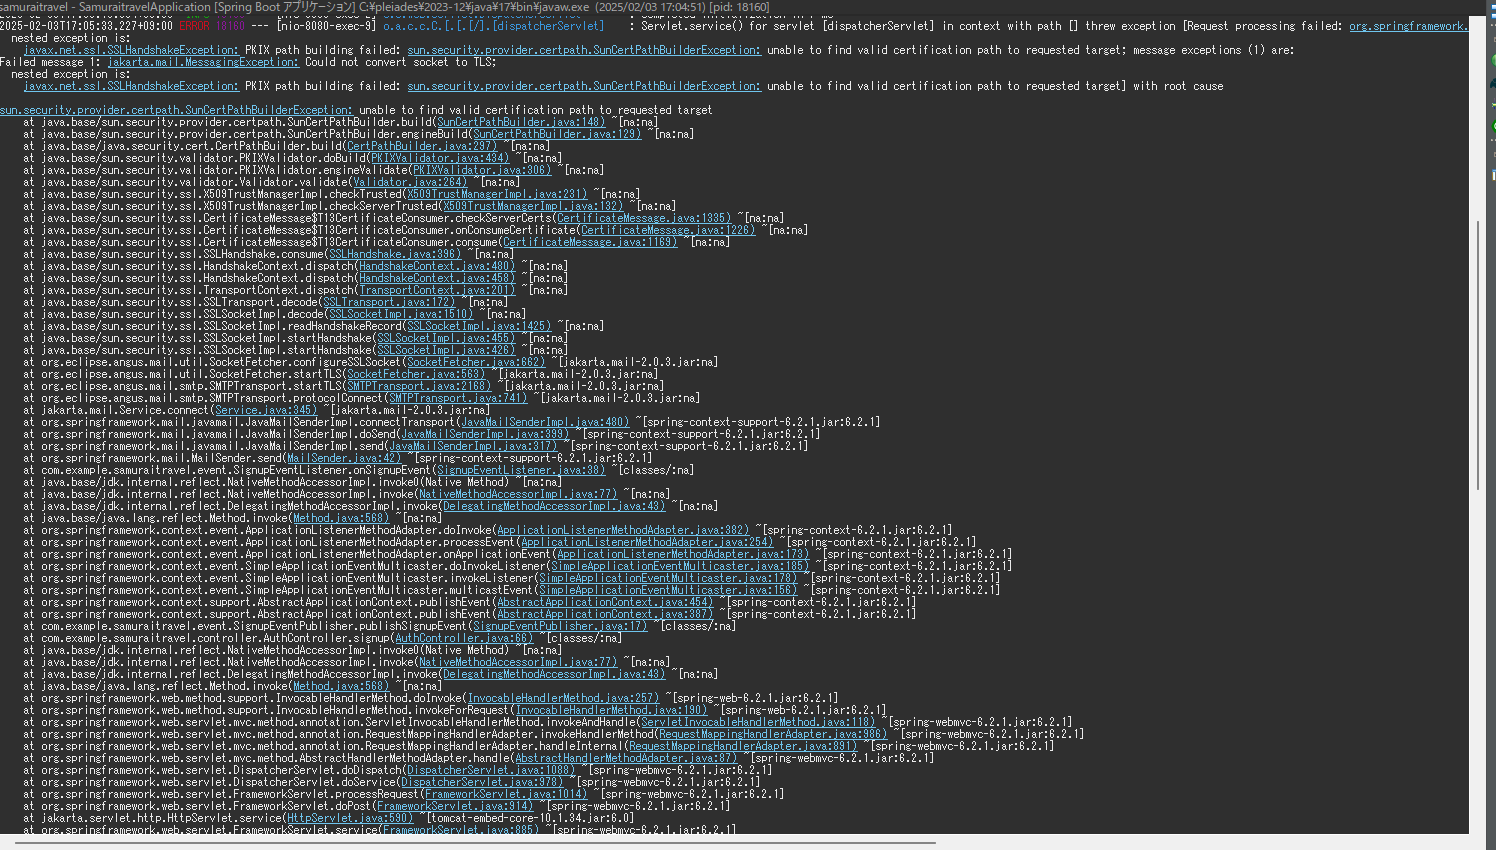 samuraitravel - SamuraitravelApplication [Spring Boot アプリケーション] C:¥pleiades¥2023-12¥java¥17¥bin¥javaw.exe (2025/02/03 17:04:51) [pid: 18160]
2025-02-03T17:05:33.227+09:00 ERROR 18160 --- [nio-8080-exec-3] o.a.c.c.C.[.[.[/].[dispatcherServlet] : Servlet.service() for servlet [dispatcherServlet] in context with path [] threw exception [Request processing failed: org.springframework.
nested exception is:
javax.net.ssl.SSLHandshakeException: PKIX path building failed: sun.security.provider.certpath.SunCertPathBuilderException: unable to find valid certification path to requested target; message exceptions (1) are:
Failed message 1: jakarta.mail.MessagingException: Could not convert socket to TLS;
nested exception is:
javax.net.ssl.SSLHandshakeException: PKIX path building failed: sun.security.provider.certpath.SunCertPathBuilderException: unable to find valid certification path to requested target] with root cause
sun.security.provider.certpath.SunCertPathBuilderException: unable to find valid certification path to requested target
at java.base/sun.security.provider.certpath.SunCertPathBuilder.build(SunCertPathBuilder.java:148) ~[na:na]
at java.base/sun.security.provider.certpath.SunCertPathBuilder.engineBuild(SunCertPathBuilder.java:129) ~[na:na]
at java.base/java.security.cert.CertPathBuilder.build(CertPathBuilder.java:297) ~[na:na]
at java.base/sun.security.validator.PKIXValidator.doBuild(PKIXValidator.java:434) ~[na:na]
at java.base/sun.security.validator.PKIXValidator.engineValidate(PKIXValidator.java:306) ~[na:na]
at java.base/sun.security.validator.Validator.validate(Validator.java:264) ~[na:na]
at java.base/sun.security.ssl.X509TrustManagerImpl.checkTrusted(X509TrustManagerImpl.java:231) ~[na:na]
at java.base/sun.security.ssl.X509TrustManagerImpl.checkServerTrusted(X509TrustManagerImpl.java:132) ~[na:na]
at java.base/sun.security.ssl.CertificateMessage$T13CertificateConsumer.checkServerCerts(CertificateMessage.java:1335) ~[na:na]
at java.base/sun.security.ssl.CertificateMessage$T13CertificateConsumer.onConsumeCertificate(CertificateMessage.java:1226) ~[na:na]
at java.base/sun.security.ssl.CertificateMessage$T13CertificateConsumer.consume(CertificateMessage.java:1169) ~[na:na]
at java.base/sun.security.ssl.SSLHandshake.consume(SSLHandshake.java:396) ~[na:na]
at java.base/sun.security.ssl.HandshakeContext.dispatch(HandshakeContext.java:480) ~[na:na]
at java.base/sun.security.ssl.HandshakeContext.dispatch(HandshakeContext.java:458) ~[na:na]
at java.base/sun.security.ssl.TransportContext.dispatch(TransportContext.java:201) ~[na:na]
at java.base/sun.security.ssl.SSLTransport.decode(SSLTransport.java:172) ~[na:na]
at java.base/sun.security.ssl.SSLSocketImpl.decode(SSLSocketImpl.java:1510) ~[na:na]
at java.base/sun.security.ssl.SSLSocketImpl.readHandshakeRecord(SSLSocketImpl.java:1425) ~[na:na]
at java.base/sun.security.ssl.SSLSocketImpl.startHandshake(SSLSocketImpl.java:455) ~[na:na]
at java.base/sun.security.ssl.SSLSocketImpl.startHandshake(SSLSocketImpl.java:426) ~[na:na]
at org.eclipse.angus.mail.util.SocketFetcher.configureSSLSocket(SocketFetcher.java:662) ~[jakarta.mail-2.0.3.jar:na]
at org.eclipse.angus.mail.util.SocketFetcher.startTLS(SocketFetcher.java:563) ~[jakarta.mail-2.0.3.jar:na]
at org.eclipse.angus.mail.smtp.SMTPTransport.startTLS(SMTPTransport.java:2168) ~[jakarta.mail-2.0.3.jar:na]
at org.eclipse.angus.mail.smtp.SMTPTransport.protocolConnect(SMTPTransport.java:741) ~[jakarta.mail-2.0.3.jar:na]
at jakarta.mail.Service.connect(Service.java:345) ~[jakarta.mail-2.0.3.jar:na]
at org.springframework.mail.javamail.JavaMailSenderImpl.connectTransport(JavaMailSenderImpl.java:480) ~[spring-context-support-6.2.1.jar:6.2.1]
at org.springframework.mail.javamail.JavaMailSenderImpl.doSend(JavaMailSenderImpl.java:399) ~[spring-context-support-6.2.1.jar:6.2.1]
at org.springframework.mail.javamail.JavaMailSenderImpl.send(JavaMailSenderImpl.java:317) ~[spring-context-support-6.2.1.jar:6.2.1]
at org.springframework.mail.MailSender.send(MailSender.java:42) ~[spring-context-support-6.2.1.jar:6.2.1]
at com.example.samuraitravel.event.SignupEventListener.onSignupEvent(SignupEventListener.java:38) ~[classes/:na]
at java.base/jdk.internal.reflect.NativeMethodAccessorImpl.invoke0(Native Method) ~[na:na]
at java.base/jdk.internal.reflect.NativeMethodAccessorImpl.invoke(NativeMethodAccessorImpl.java:77) ~[na:na]
at java.base/jdk.internal.reflect.DelegatingMethodAccessorImpl.invoke(DelegatingMethodAccessorImpl.java:43) ~[na:na]
at java.base/java.lang.reflect.Method.invoke(Method.java:568) ~[na:na]
at org.springframework.context.event.ApplicationListenerMethodAdapter.doInvoke(ApplicationListenerMethodAdapter.java:382) ~[spring-context-6.2.1.jar:6.2.1]
at org.springframework.context.event.ApplicationListenerMethodAdapter.processEvent(ApplicationListenerMethodAdapter.java:254) ~[spring-context-6.2.1.jar:6.2.1]
at org.springframework.context.event.ApplicationListenerMethodAdapter.onApplicationEvent(ApplicationListenerMethodAdapter.java:173) ~[spring-context-6.2.1.jar:6.2.1]
at org.springframework.context.event.SimpleApplicationEventMulticaster.doInvokeListener(SimpleApplicationEventMulticaster.java:185) ~[spring-context-6.2.1.jar:6.2.1]
at org.springframework.context.event.SimpleApplicationEventMulticaster.invokeListener(SimpleApplicationEventMulticaster.java:178) ~[spring-context-6.2.1.jar:6.2.1]
at org.springframework.context.event.SimpleApplicationEventMulticaster.multicastEvent(SimpleApplicationEventMulticaster.java:156) ~[spring-context-6.2.1.jar:6.2.1]
at org.springframework.context.support.AbstractApplicationContext.publishEvent(AbstractApplicationContext.java:454) ~[spring-context-6.2.1.jar:6.2.1]
at org.springframework.context.support.AbstractApplicationContext.publishEvent(AbstractApplicationContext.java:387) ~[spring-context-6.2.1.jar:6.2.1]
at com.example.samuraitravel.event.SignupEventPublisher.publishSignupEvent(SignupEventPublisher.java:17) ~[classes/:na]
at com.example.samuraitravel.controller.AuthController.signup(AuthController.java:66) ~[classes/:na]
at java.base/jdk.internal.reflect.NativeMethodAccessorImpl.invoke0(Native Method) ~[na:na]
at java.base/jdk.internal.reflect.NativeMethodAccessorImpl.invoke(NativeMethodAccessorImpl.java:77) ~[na:na]
at java.base/jdk.internal.reflect.DelegatingMethodAccessorImpl.invoke(DelegatingMethodAccessorImpl.java:43) ~[na:na]
at java.base/java.lang.reflect.Method.invoke(Method.java:568) ~[na:na]
at org.springframework.web.method.support.InvocableHandlerMethod.doInvoke(InvocableHandlerMethod.java:257) ~[spring-web-6.2.1.jar:6.2.1]
at org.springframework.web.method.support.InvocableHandlerMethod.invokeForRequest(InvocableHandlerMethod.java:190) ~[spring-web-6.2.1.jar:6.2.1]
at org.springframework.web.servlet.mvc.method.annotation.ServletInvocableHandlerMethod.invokeAndHandle(ServletInvocableHandlerMethod.java:118) ~[spring-webmvc-6.2.1.jar:6.2.1]
at org.springframework.web.servlet.mvc.method.annotation.RequestMappingHandlerAdapter.invokeHandlerMethod(RequestMappingHandlerAdapter.java:986) ~[spring-webmvc-6.2.1.jar:6.2.1]
at org.springframework.web.servlet.mvc.method.annotation.RequestMappingHandlerAdapter.handleInternal(RequestMappingHandlerAdapter.java:891) ~[spring-webmvc-6.2.1.jar:6.2.1]
at org.springframework.web.servlet.mvc.method.AbstractHandlerMethodAdapter.handle(AbstractHandlerMethodAdapter.java:87) ~[spring-webmvc-6.2.1.jar:6.2.1]
at org.springframework.web.servlet.DispatcherServlet.doDispatch(DispatcherServlet.java:1088) ~[spring-webmvc-6.2.1.jar:6.2.1]
at org.springframework.web.servlet.DispatcherServlet.doService(DispatcherServlet.java:978) ~[spring-webmvc-6.2.1.jar:6.2.1]
at org.springframework.web.servlet.FrameworkServlet.processRequest(FrameworkServlet.java:1014) ~[spring-webmvc-6.2.1.jar:6.2.1]
at org.springframework.web.servlet.FrameworkServlet.doPost(FrameworkServlet.java:914) ~[spring-webmvc-6.2.1.jar:6.2.1]
at jakarta.servlet.http.HttpServlet.service(HttpServlet.java:590) ~[tomcat-embed-core-10.1.34.jar:6.0]
at org.springframework.web.servlet.FrameworkServlet.service(FrameworkServlet.java:885) ~[spring-webmvc-6.2.1.jar:6.2.1]